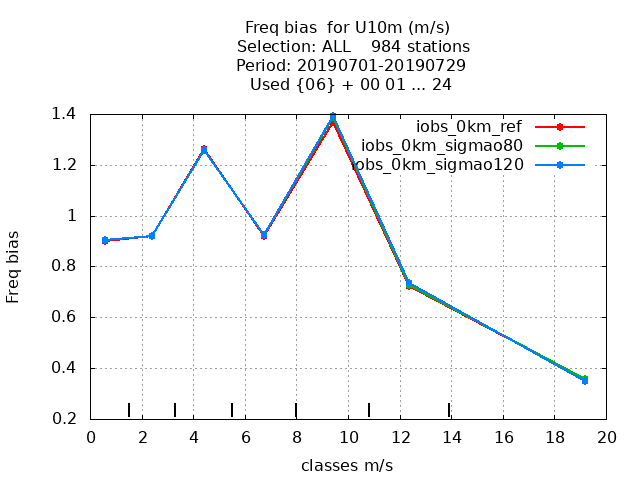 Freq bias  for U10m (m/s)
Selection: ALL    984 stations
Period: 20190701-20190729
Used {06} + 00 01 ... 24
iobs_0km_ref
iobs_0km_sigmao80
iobs_0km_sigmao120
Freq bias
1.4
1.2
1
0.8
0.6
0.4
0.2
0 2 4 6 8 10 12 14 16 18 20
classes m/s